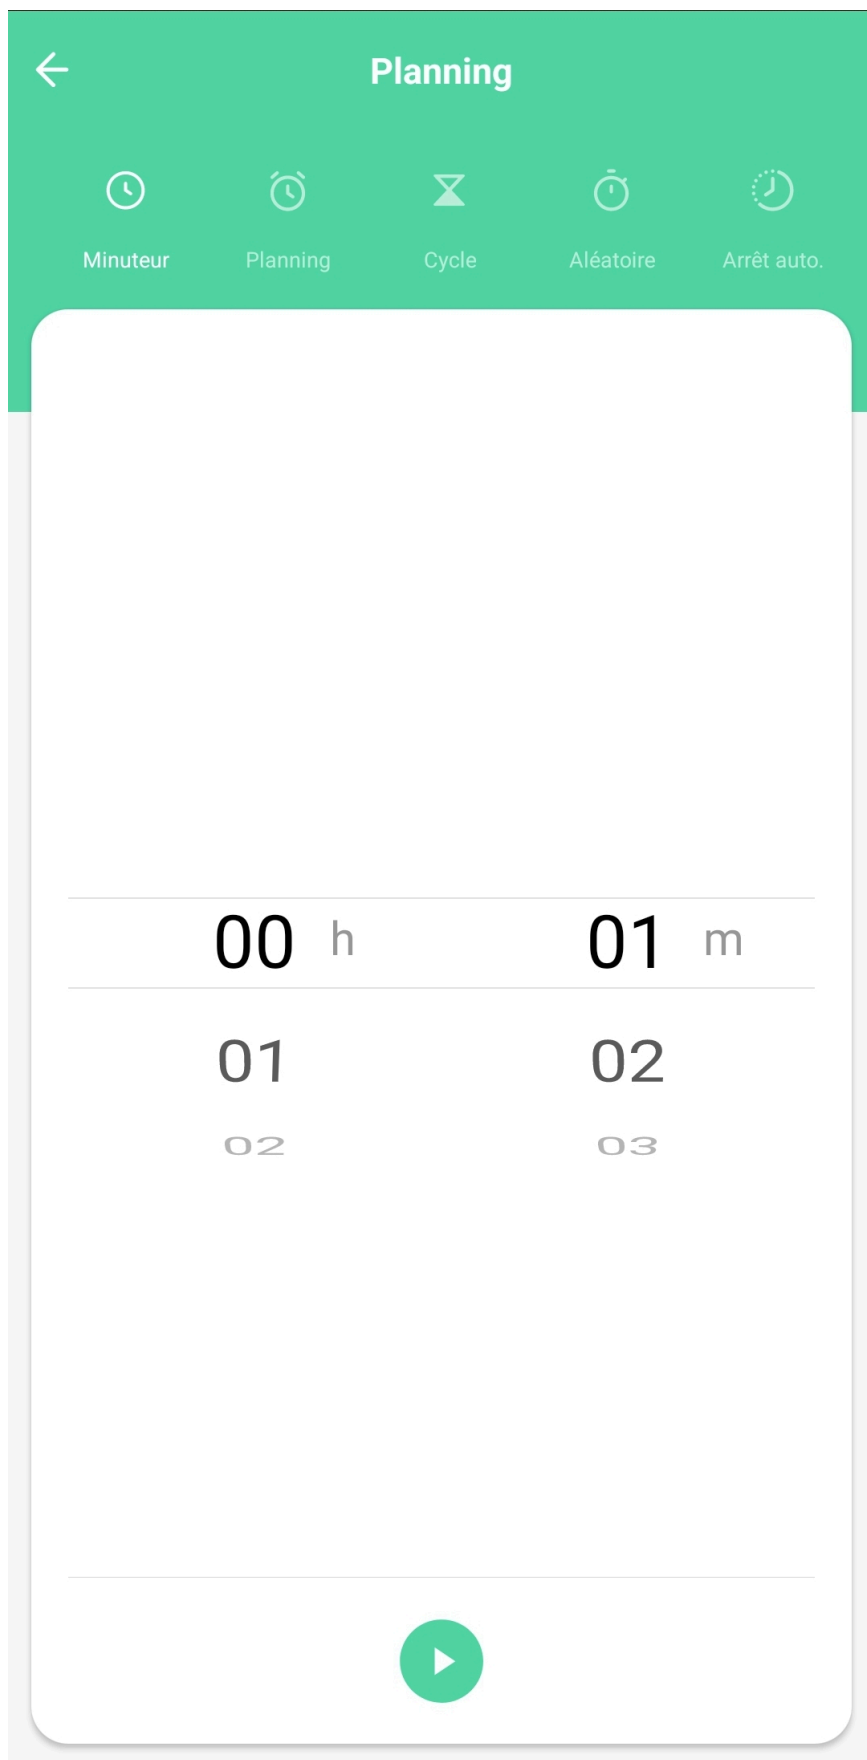 Planning
Minuteur Planning Cycle Aléatoire Arrêt auto.
00 h 01 m
01 02
02 03